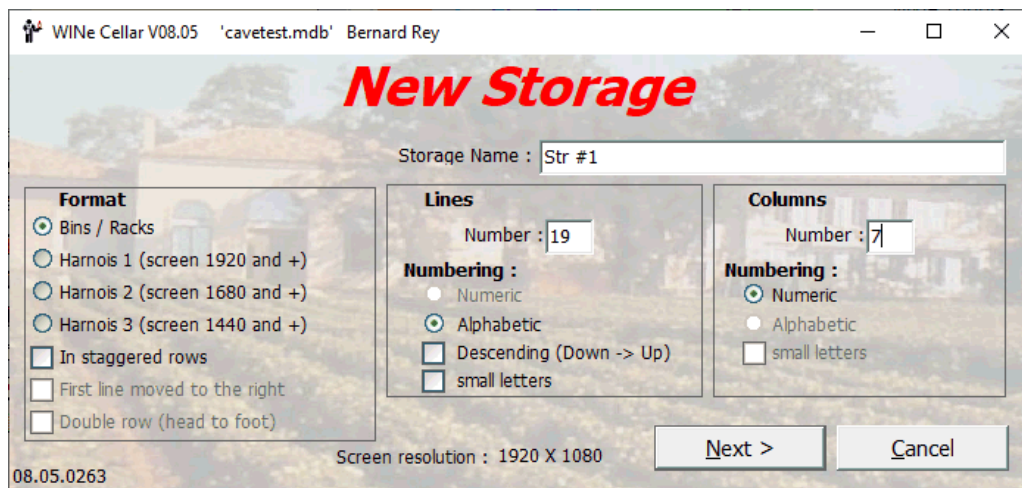 WINe Cellar V08.05 'cavetest.mdb' Bernard Rey
New Storage
Storage Name : Str #1
Format
Bins / Racks
Harnois 1 (screen 1920 and +)
Harnois 2 (screen 1680 and +)
Harnois 3 (screen 1440 and +)
In staggered rows
First line moved to the right
Double row (head to foot)
Lines
Number : 19
Numbering :
Numeric
Alphabetic
Descending (Down -> Up)
small letters
Columns
Number : 7
Numbering :
Numeric
Alphabetic
small letters
Screen resolution : 1920 X 1080
Next >
Cancel
08.05.0263